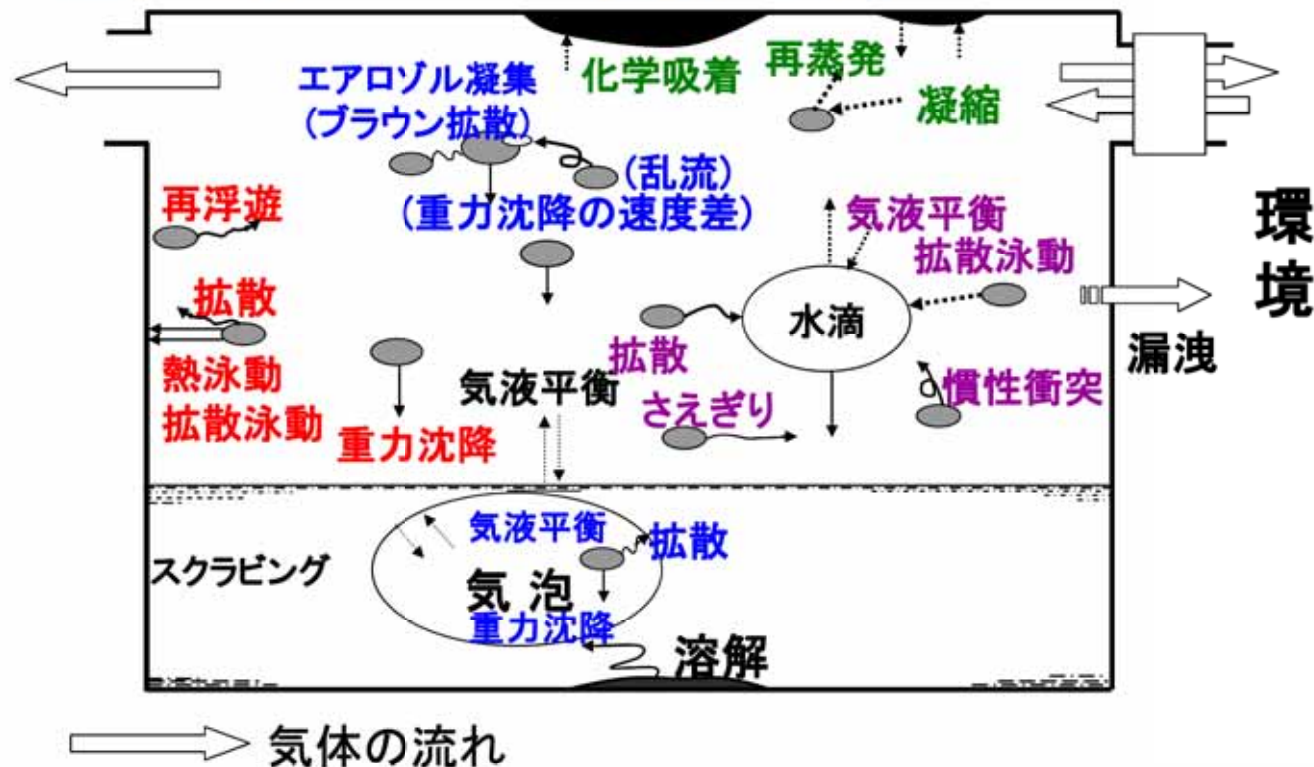 エアロゾル凝集
(ブラウン拡散)
化学吸着
再蒸発
凝縮
(乱流)
(重力沈降の速度差)
再浮遊
気液平衡
拡散泳動
環境
拡散
水滴
漏洩
熱泳動
拡散泳動
重力沈降
気液平衡
拡散
さえぎり
慣性衝突
気液平衡
拡散
スクラビング
気泡
重力沈降
溶解
気体の流れ